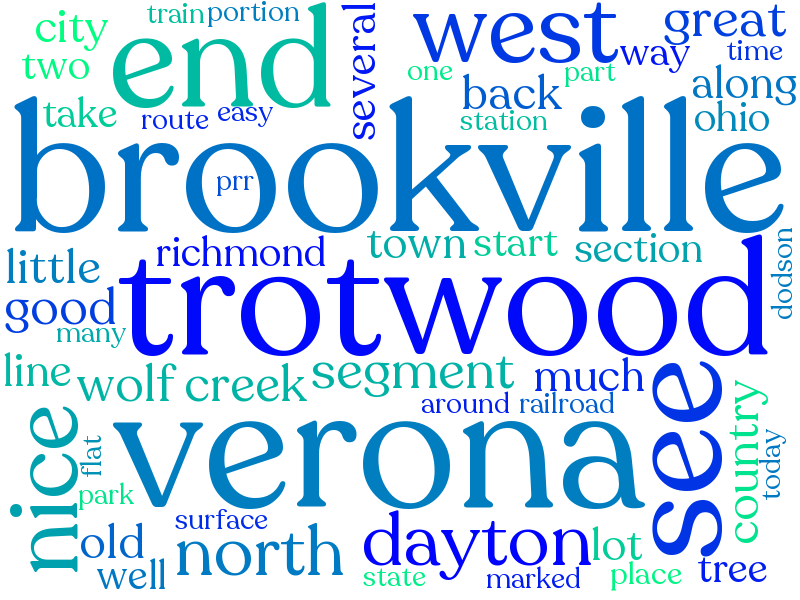 city
train
portion
end
several
west
great
two
way
time
one
part
back
along
take
route
easy
station
ohio
brookville
prr
richmond
town
start
section
little
trotwood
dodson
good
many
line
wolf creek
segment
much
see
around
railroad
country
nice
flat
verona
today
park
surface
old
north
dayton
lot
tree
well
state
marked
place